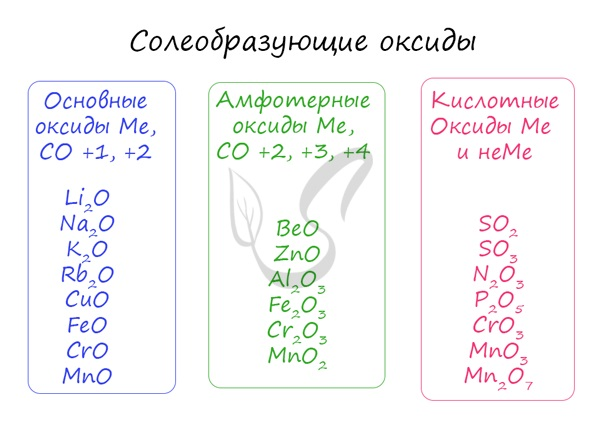 Солеобразующие оксиды
Основные
оксиды Ме,
СО +1, +2
Li₂O
Na₂O
K₂O
Rb₂O
CuO
FeO
CrO
MnO
Амфотерные
оксиды Ме,
СО +2, +3, +4
BeO
ZnO
Al₂O₃
Fe₂O₃
Cr₂O₃
MnO₂
Кислотные
Оксиды Ме
и неМе
SO₂
SO₃
N₂O₃
P₂O₅
CrO₃
MnO₃
Mn₂O₇